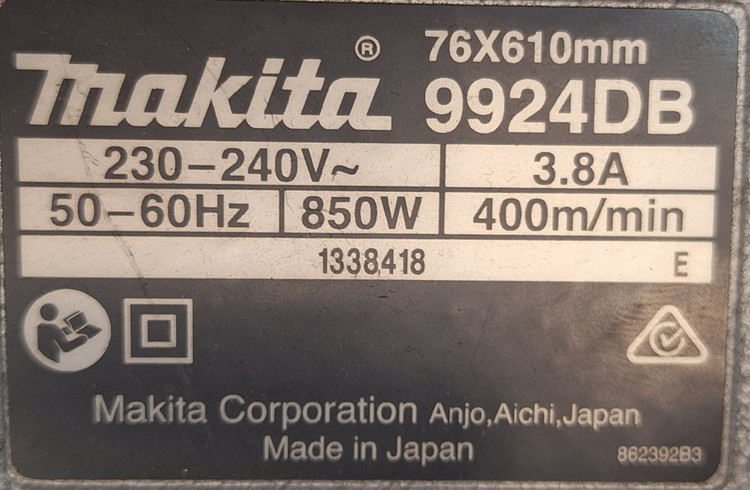 76X610mm
makita®
9924DB
230–240V~ 3.8A
50–60Hz 850W 400m/min
1338418 E
Makita Corporation Anjo,Aichi,Japan
Made in Japan
862392B3